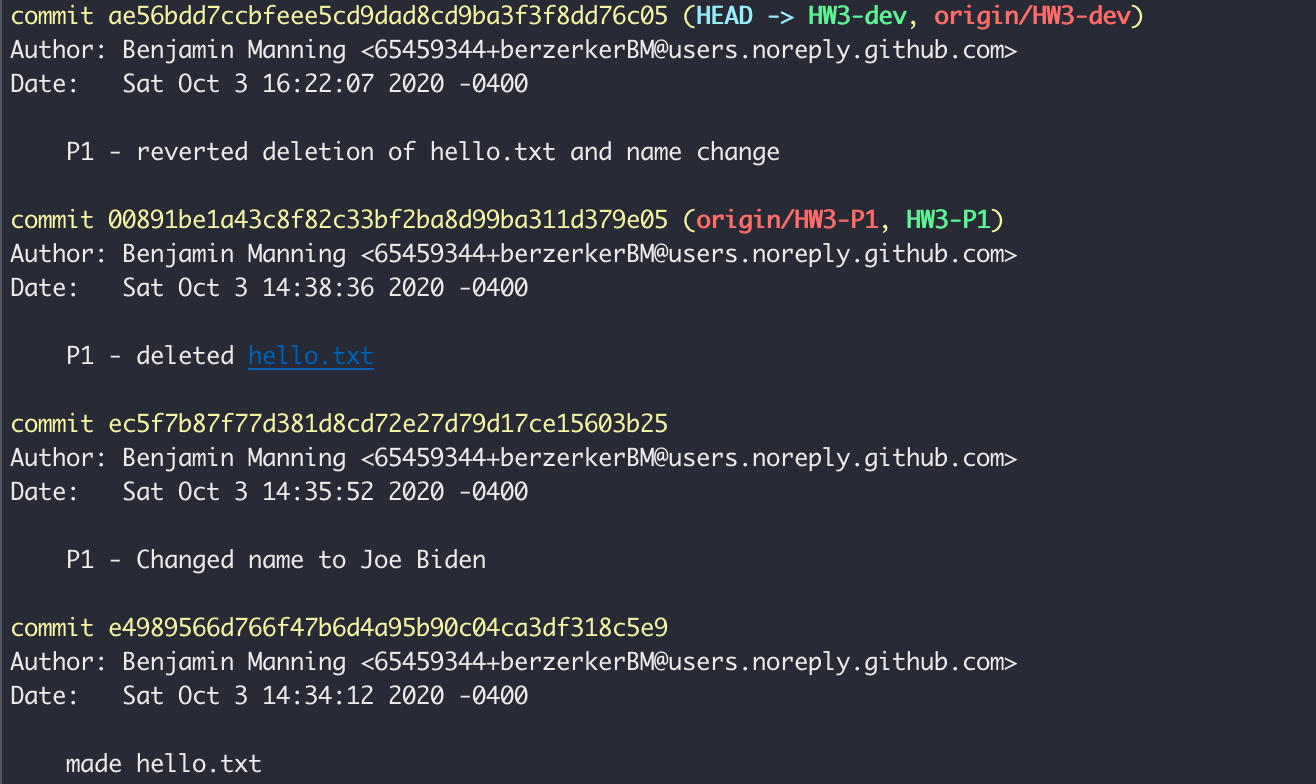 commit ae56bdd7ccbfeee5cd9dad8cd9ba3f3f8dd76c05 (HEAD -> HW3-dev, origin/HW3-dev)
Author: Benjamin Manning <65459344+berzerkerBM@users.noreply.github.com>
Date:   Sat Oct 3 16:22:07 2020 -0400
P1 - reverted deletion of hello.txt and name change
commit 00891be1a43c8f82c33bf2ba8d99ba311d379e05 (origin/HW3-P1, HW3-P1)
Author: Benjamin Manning <65459344+berzerkerBM@users.noreply.github.com>
Date:   Sat Oct 3 14:38:36 2020 -0400
P1 - deleted hello.txt
commit ec5f7b87f77d381d8cd72e27d79d17ce15603b25
Author: Benjamin Manning <65459344+berzerkerBM@users.noreply.github.com>
Date:   Sat Oct 3 14:35:52 2020 -0400
P1 - Changed name to Joe Biden
commit e4989566d766f47b6d4a95b90c04ca3df318c5e9
Author: Benjamin Manning <65459344+berzerkerBM@users.noreply.github.com>
Date:   Sat Oct 3 14:34:12 2020 -0400
made hello.txt